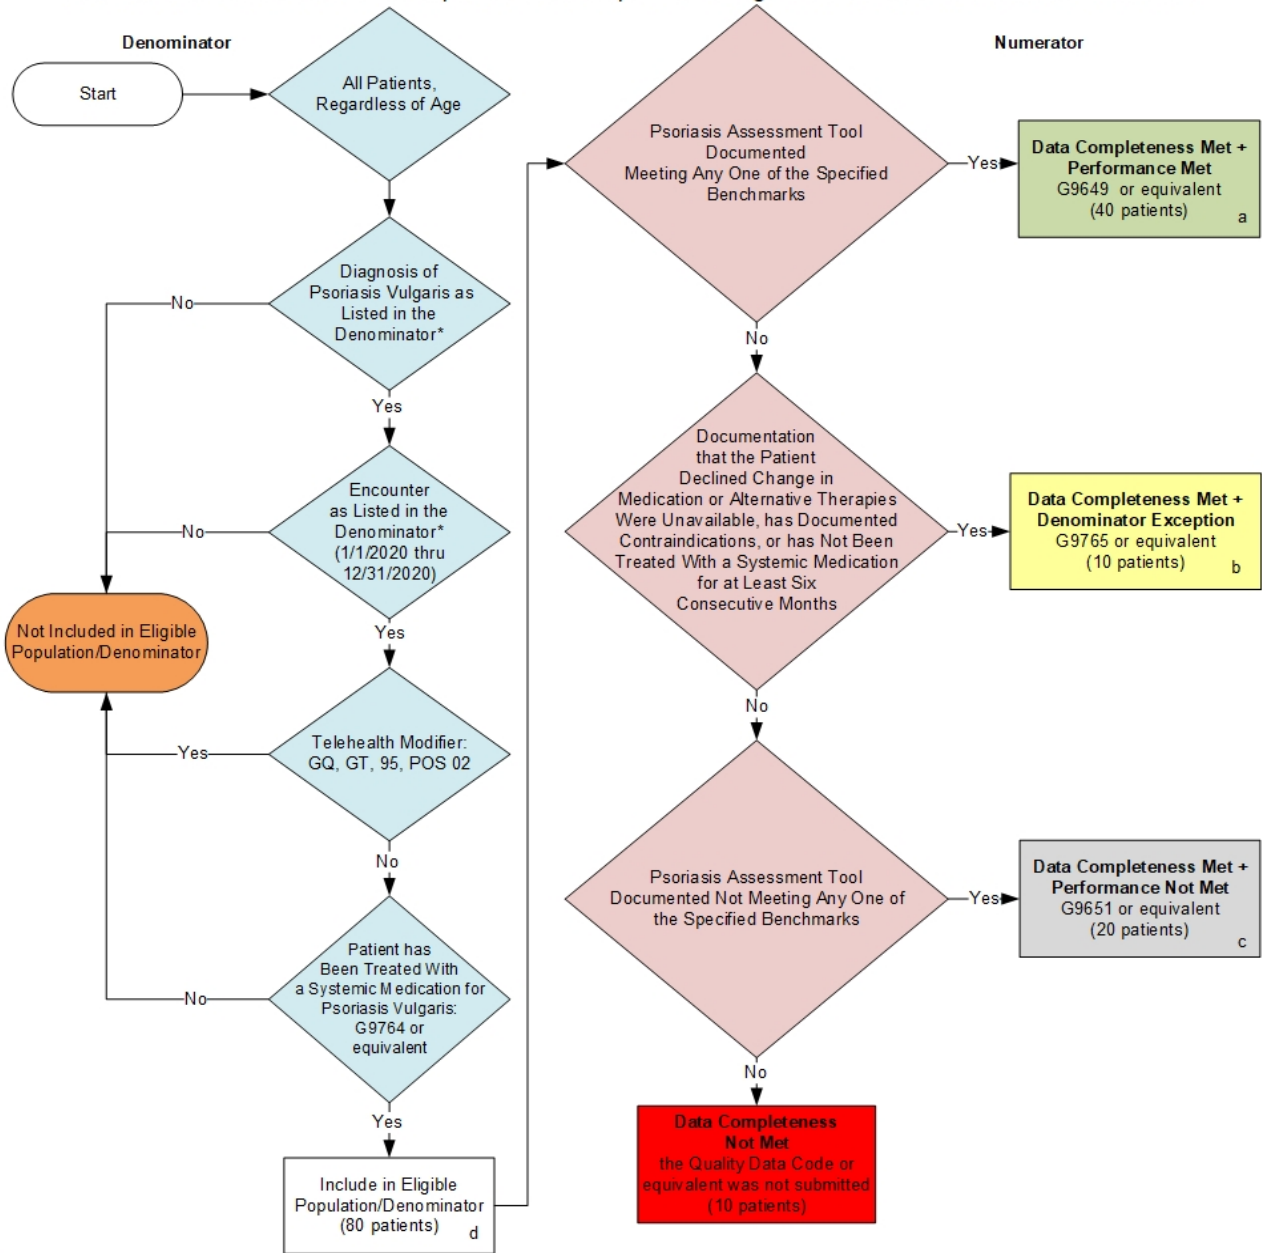 Denominator
Numerator
Start
All Patients,
Regardless of Age
Diagnosis of
Psoriasis Vulgaris as
Listed in the
Denominator*
No
Yes
Encounter
as Listed in the
Denominator*
(1/1/2020 thru
12/31/2020)
No
Yes
Not Included in Eligible
Population/Denominator
Telehealth Modifier:
GQ, GT, 95, POS 02
Yes
No
Patient has
Been Treated With
a Systemic Medication for
Psoriasis Vulgaris:
G9764 or
equivalent
No
Yes
Include in Eligible
Population/Denominator
(80 patients)
d
Psoriasis Assessment Tool
Documented
Meeting Any One of the Specified
Benchmarks
Yes
Data Completeness Met +
Performance Met
G9649 or equivalent
(40 patients)
a
No
Documentation
that the Patient
Declined Change in
Medication or Alternative Therapies
Were Unavailable, has Documented
Contraindications, or has Not Been
Treated With a Systemic Medication
for at Least Six
Consecutive Months
Yes
Data Completeness Met +
Denominator Exception
G9765 or equivalent
(10 patients)
b
No
Psoriasis Assessment Tool
Documented Not Meeting Any One of
the Specified Benchmarks
Yes
Data Completeness Met +
Performance Not Met
G9651 or equivalent
(20 patients)
c
No
Data Completeness
Not Met
the Quality Data Code or
equivalent was not submitted
(10 patients)